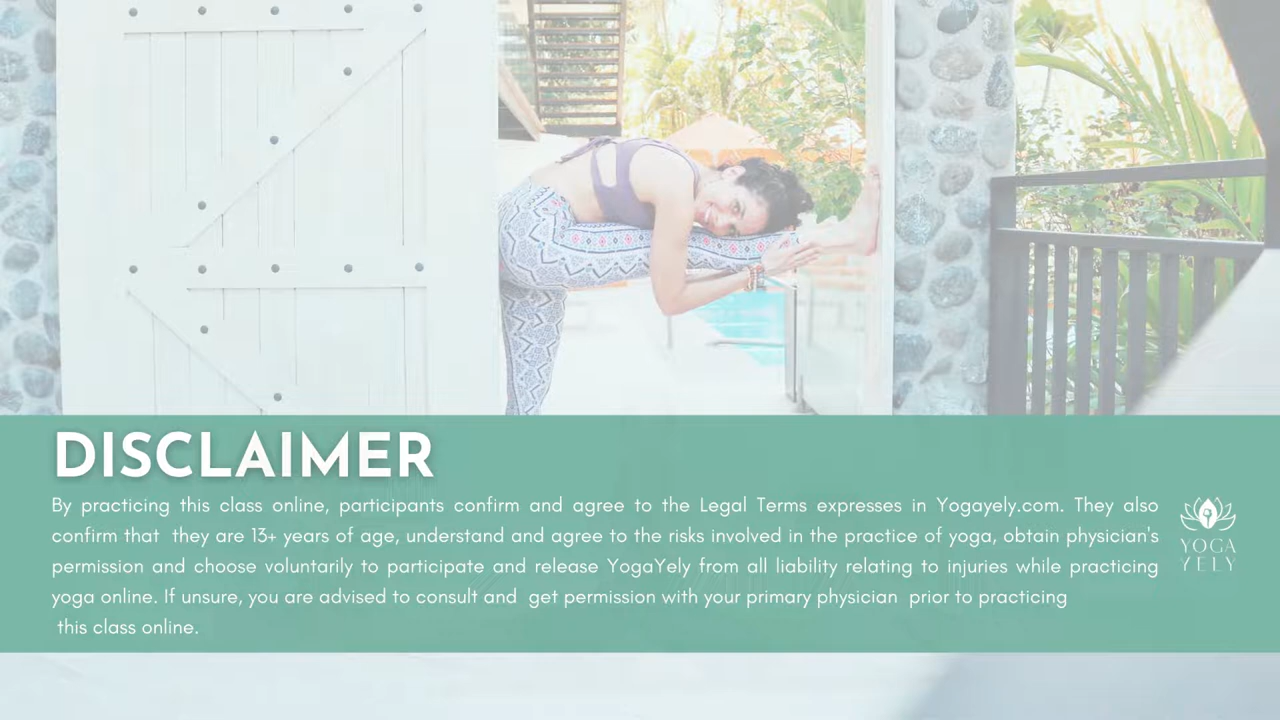 DISCLAIMER
By practicing this class online, participants confirm and agree to the Legal Terms expresses in Yogayely.com. They also
confirm that they are 13+ years of age, understand and agree to the risks involved in the practice of yoga, obtain physician's
permission and choose voluntarily to participate and release YogaYely from all liability relating to injuries while practicing
yoga online. If unsure, you are advised to consult and get permission with your primary physician prior to practicing
this class online.
YOGA
YELY